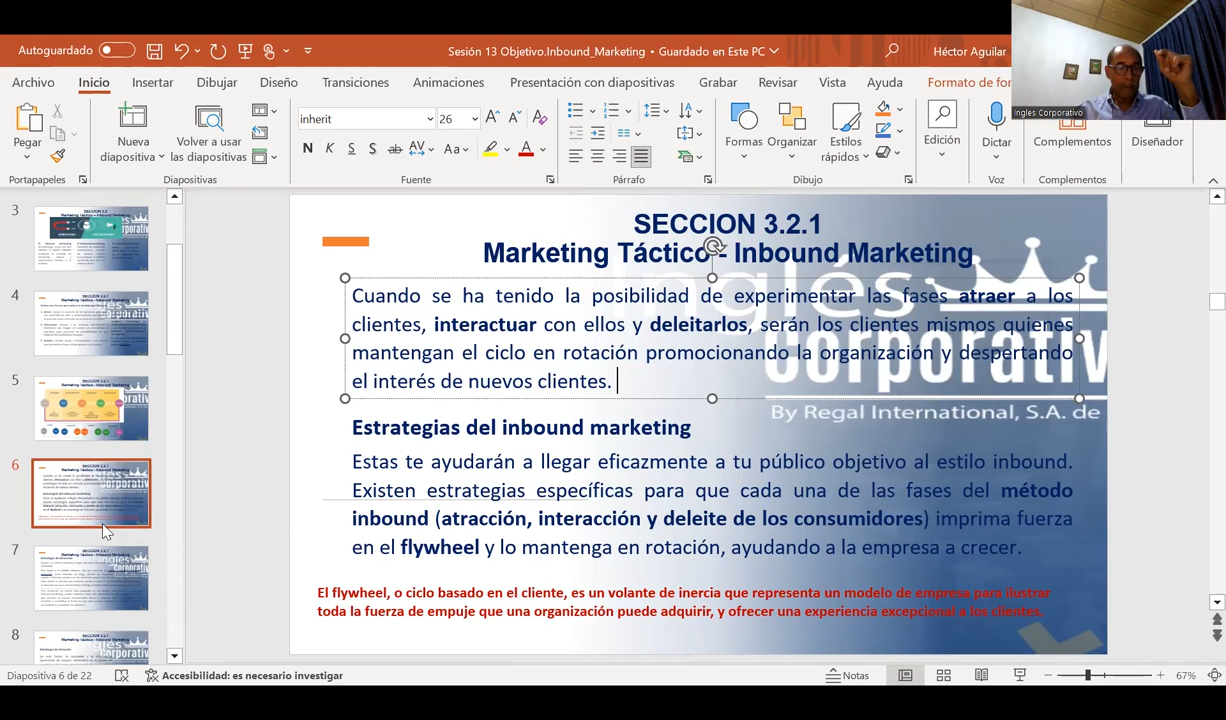 Autoguardado
Sesión 13 Objetivo.Inbound_Marketing • Guardado en Este PC
Héctor Aguilar
Archivo Inicio Insertar Dibujar Diseño Transiciones Animaciones Presentación con diapositivas Grabar Revisar Vista Ayuda Formato de for
Ingles Corporativo
Pegar
Nueva diapositiva
Volver a usar las diapositivas
inherit 26
N K S S ab AV Aa A
Formas Organizar Estilos rápidos
Edición
Dictar
Complementos
Diseñador
Portapapeles Diapositivas Fuente Párrafo Dibujo Voz Complementos
3
4
5
6
7
8
SECCION 3.2.1
Marketing Táctico - Inbound Marketing
Cuando se ha tenido la posibilidad de experimentar las fases atraer a los
clientes, interactuar con ellos y deleitarlos, serán los clientes mismos quienes
mantengan el ciclo en rotación promocionando la organización y despertando
el interés de nuevos clientes.
Inglés
Corporativ
By Regal International, S.A. de
Estrategias del inbound marketing
Estas te ayudarán a llegar eficazmente a tu público objetivo al estilo inbound.
Existen estrategias específicas para que cada una de las fases del método
inbound (atracción, interacción y deleite de los consumidores) imprima fuerza
en el flywheel y lo mantenga en rotación, ayudando a la empresa a crecer.
El flywheel, o ciclo basado en el cliente, es un volante de inercia que representa un modelo de empresa para ilustrar
toda la fuerza de empuje que una organización puede adquirir, y ofrecer una experiencia excepcional a los clientes.
Diapositiva 6 de 22
Accesibilidad: es necesario investigar
Notas
67%